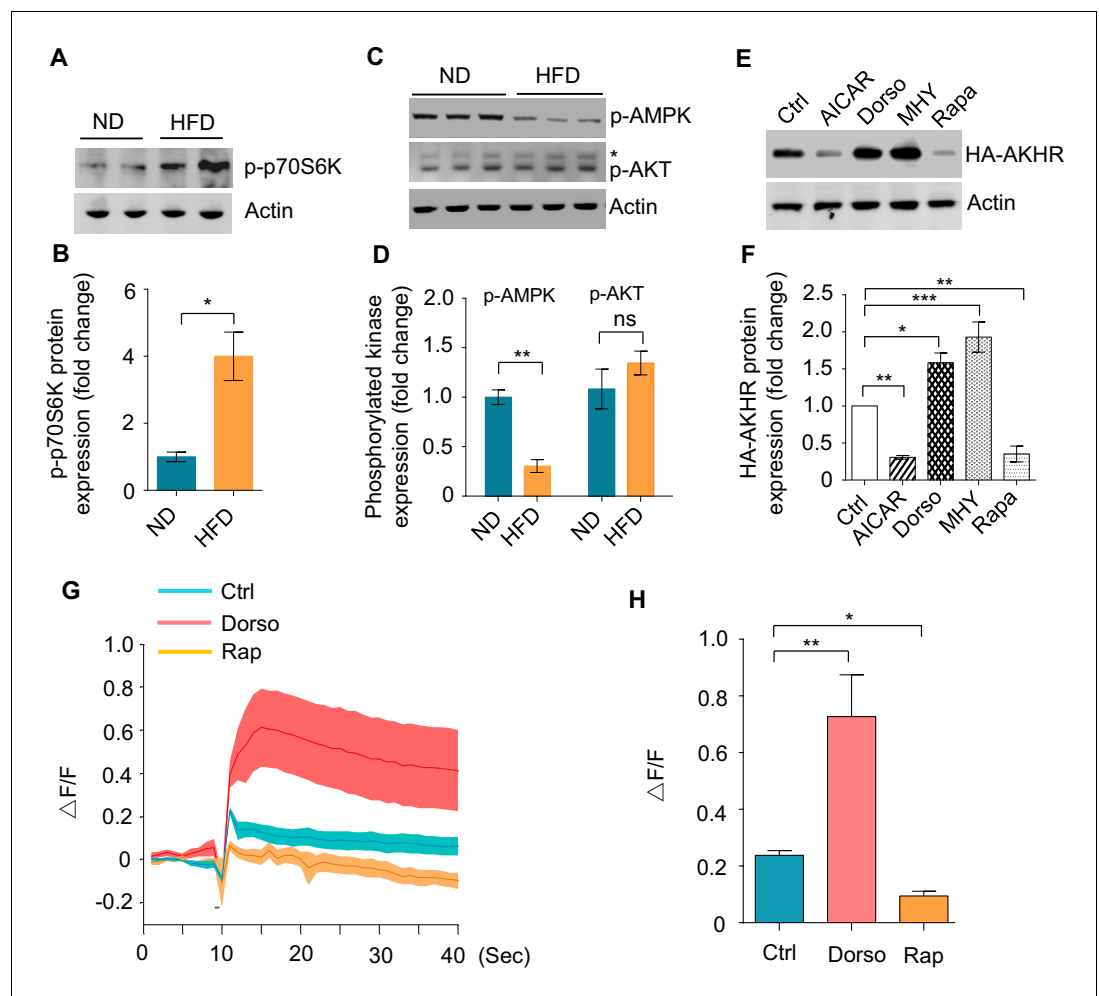 A
ND HFD
p-p70S6K
Actin
B
p-p70S6K protein
expression (fold change)
6
4
2
0
*
ND
HFD
C
ND HFD
p-AMPK
*
p-AKT
Actin
D
Phosphorylated kinase
expression (fold change)
2.0
1.5
1.0
0.5
0
p-AMPK p-AKT
** ns
ND
HFD
ND
HFD
E
Ctrl
AICAR
Dorso
MHY
Rapa
HA-AKHR
Actin
F
HA-AKHR protein
expression (fold change)
2.5
2.0
1.5
1.0
0.5
0
**
***
*
**
Ctrl
AICAR
Dorso
MHY
Rapa
G
Ctrl
Dorso
Rap
△F/F
1.0
0.8
0.6
0.4
0.2
0
-0.2
0 10 20 30 40 (Sec)
H
△F/F
1.0
0.8
0.6
0.4
0.2
0
*
**
Ctrl Dorso Rap